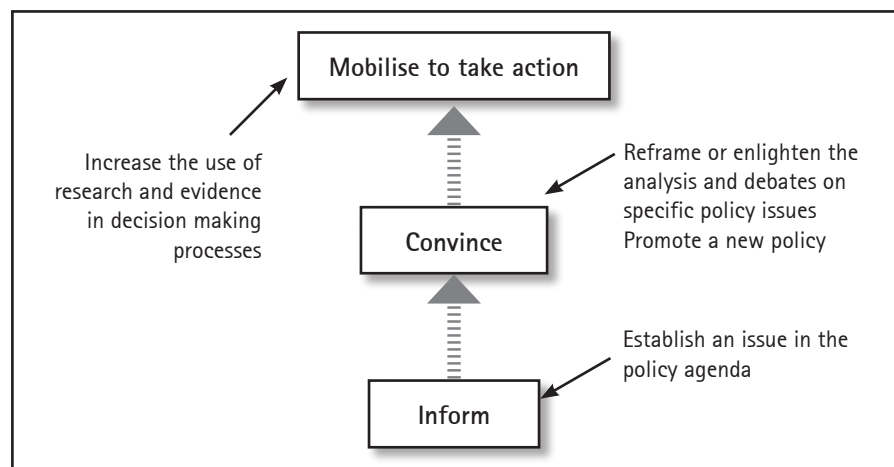 Mobilise to take action
Increase the use of
research and evidence
in decision making
processes
Reframe or enlighten the
analysis and debates on
specific policy issues
Promote a new policy
Convince
Establish an issue in the
policy agenda
Inform